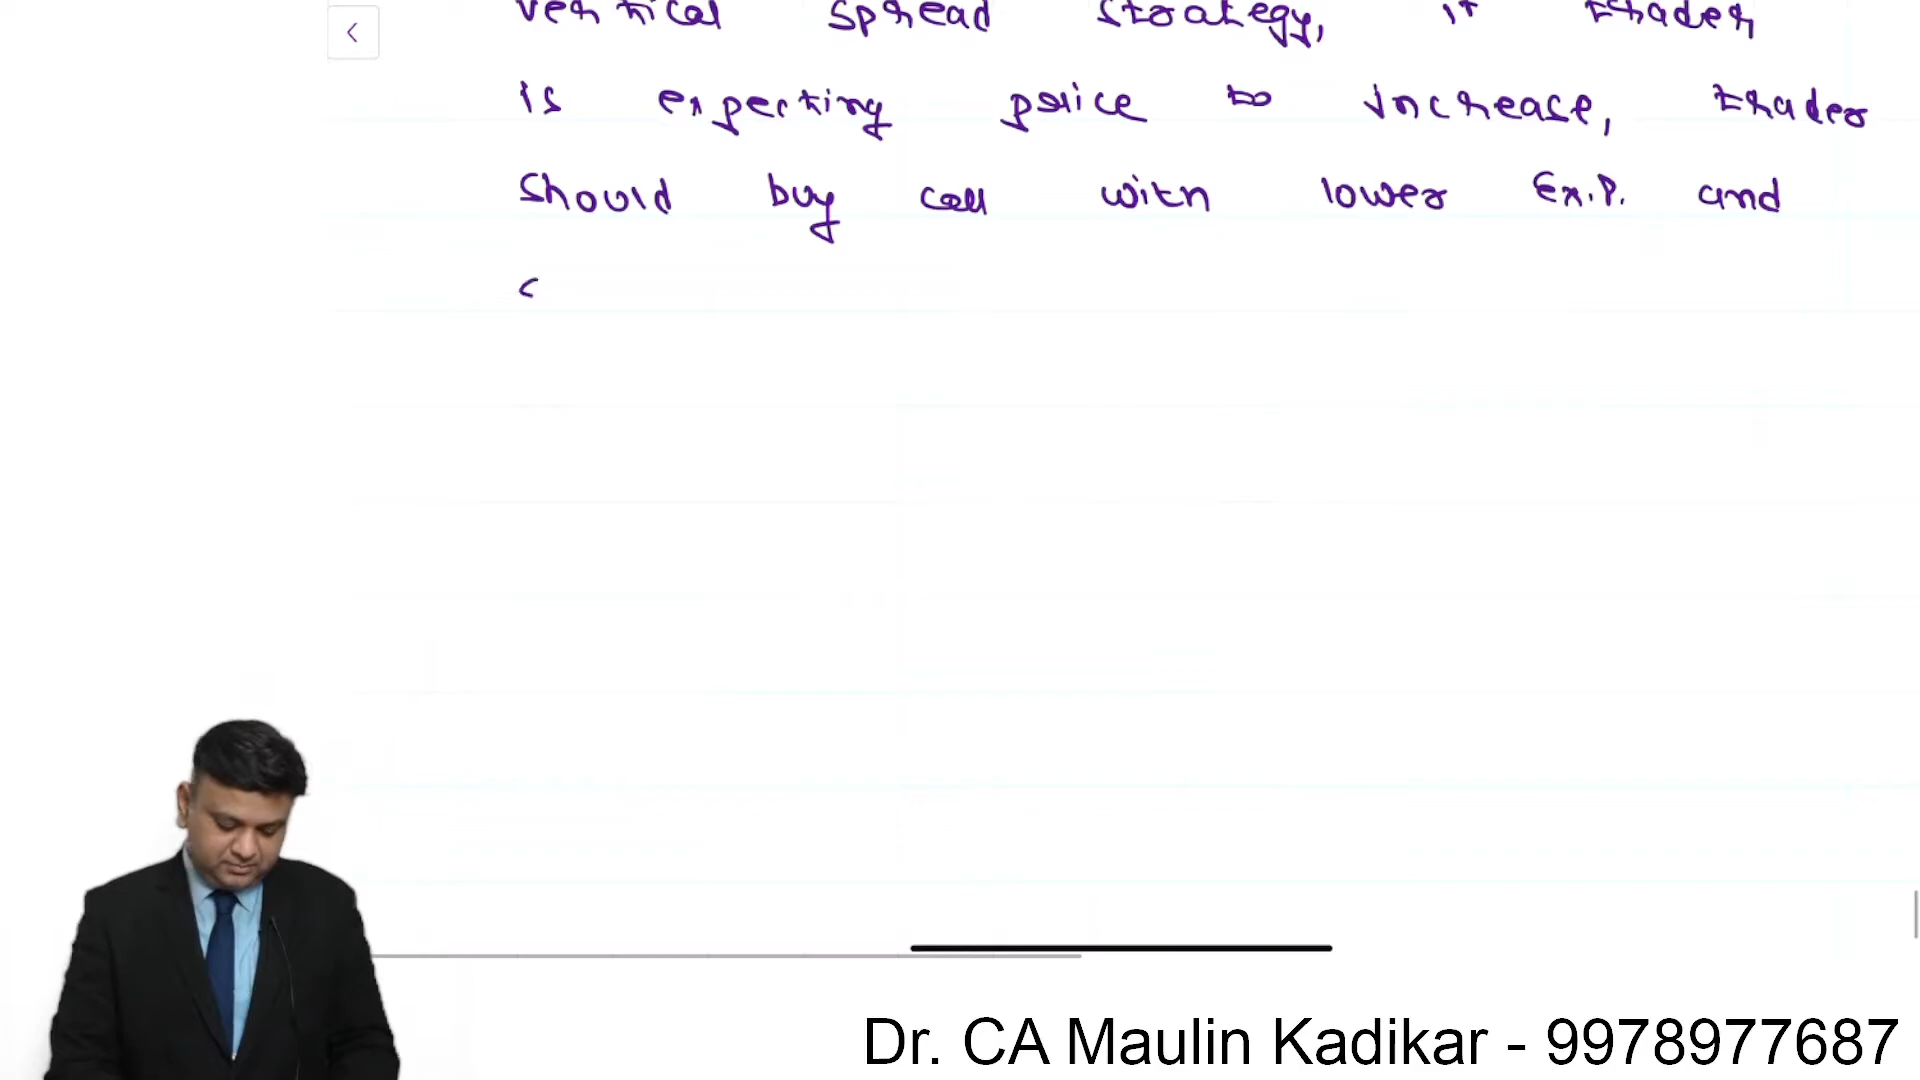 vertical spread strategy, if trader
is expecting price to increase, trader
should buy call with lower Ex.P. and
Dr. CA Maulin Kadikar - 9978977687